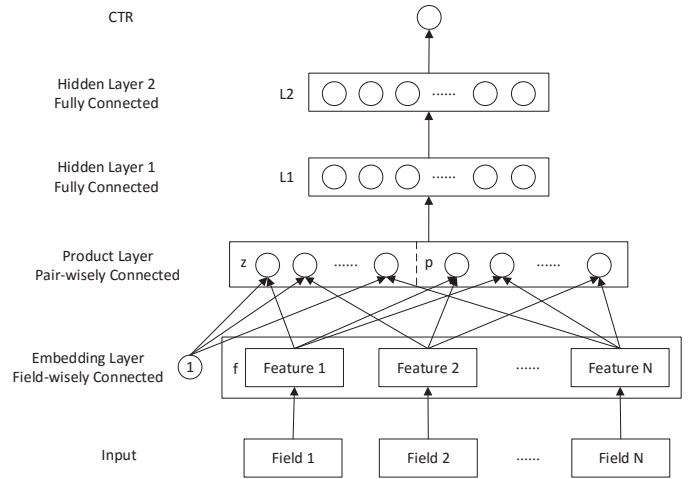 CTR
Hidden Layer 2
Fully Connected
L2
......
Hidden Layer 1
Fully Connected
L1
......
Product Layer
Pair-wisely Connected
z
......
p
......
Embedding Layer
Field-wisely Connected
1
f
Feature 1
Feature 2
......
Feature N
Input
Field 1
Field 2
......
Field N